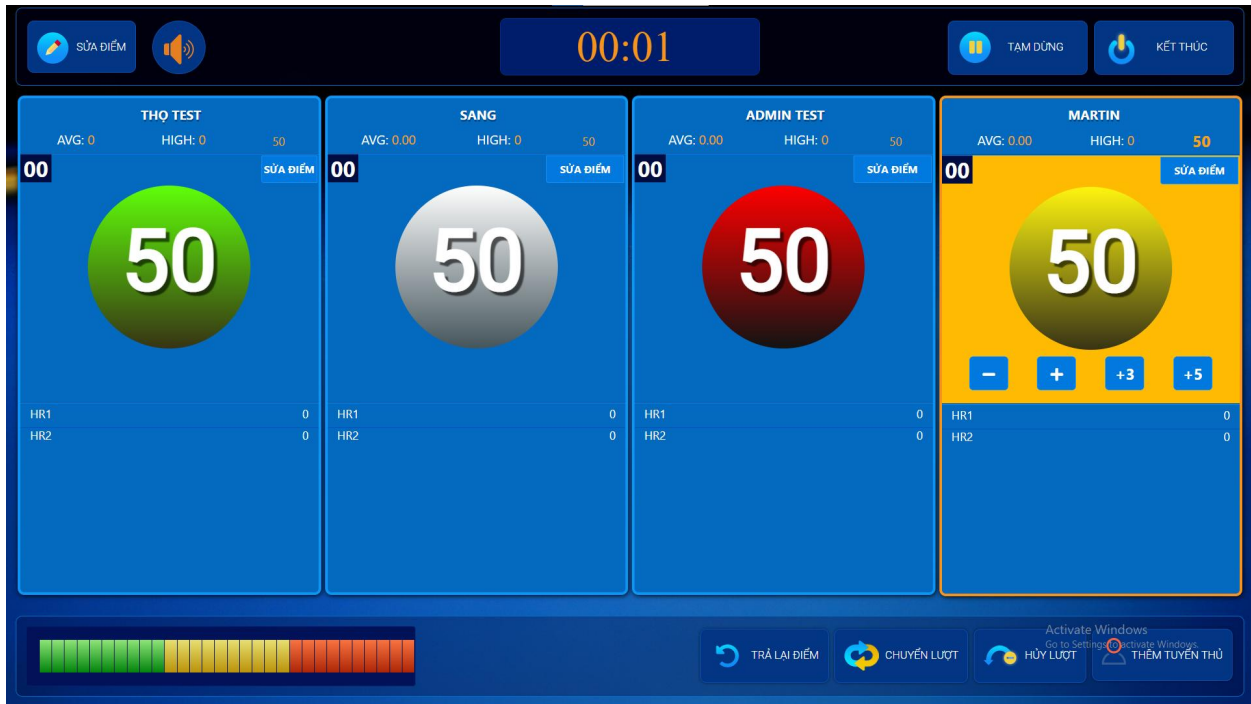 SỬA ĐIỂM
00:01
TẠM DỪNG
KẾT THÚC
THỌ TEST
AVG: 0 HIGH: 0 50
00 SỬA ĐIỂM
50
HR1 0
HR2 0
SANG
AVG: 0.00 HIGH: 0 50
00 SỬA ĐIỂM
50
HR1 0
HR2 0
ADMIN TEST
AVG: 0.00 HIGH: 0 50
00 SỬA ĐIỂM
50
HR1 0
HR2 0
MARTIN
AVG: 0.00 HIGH: 0 50
00 SỬA ĐIỂM
50
− + +3 +5
HR1 0
HR2 0
TRẢ LẠI ĐIỂM
CHUYỂN LƯỢT
HỦY LƯỢT
THÊM TUYỂN THỦ
Activate Windows
Go to Settings to activate Windows.